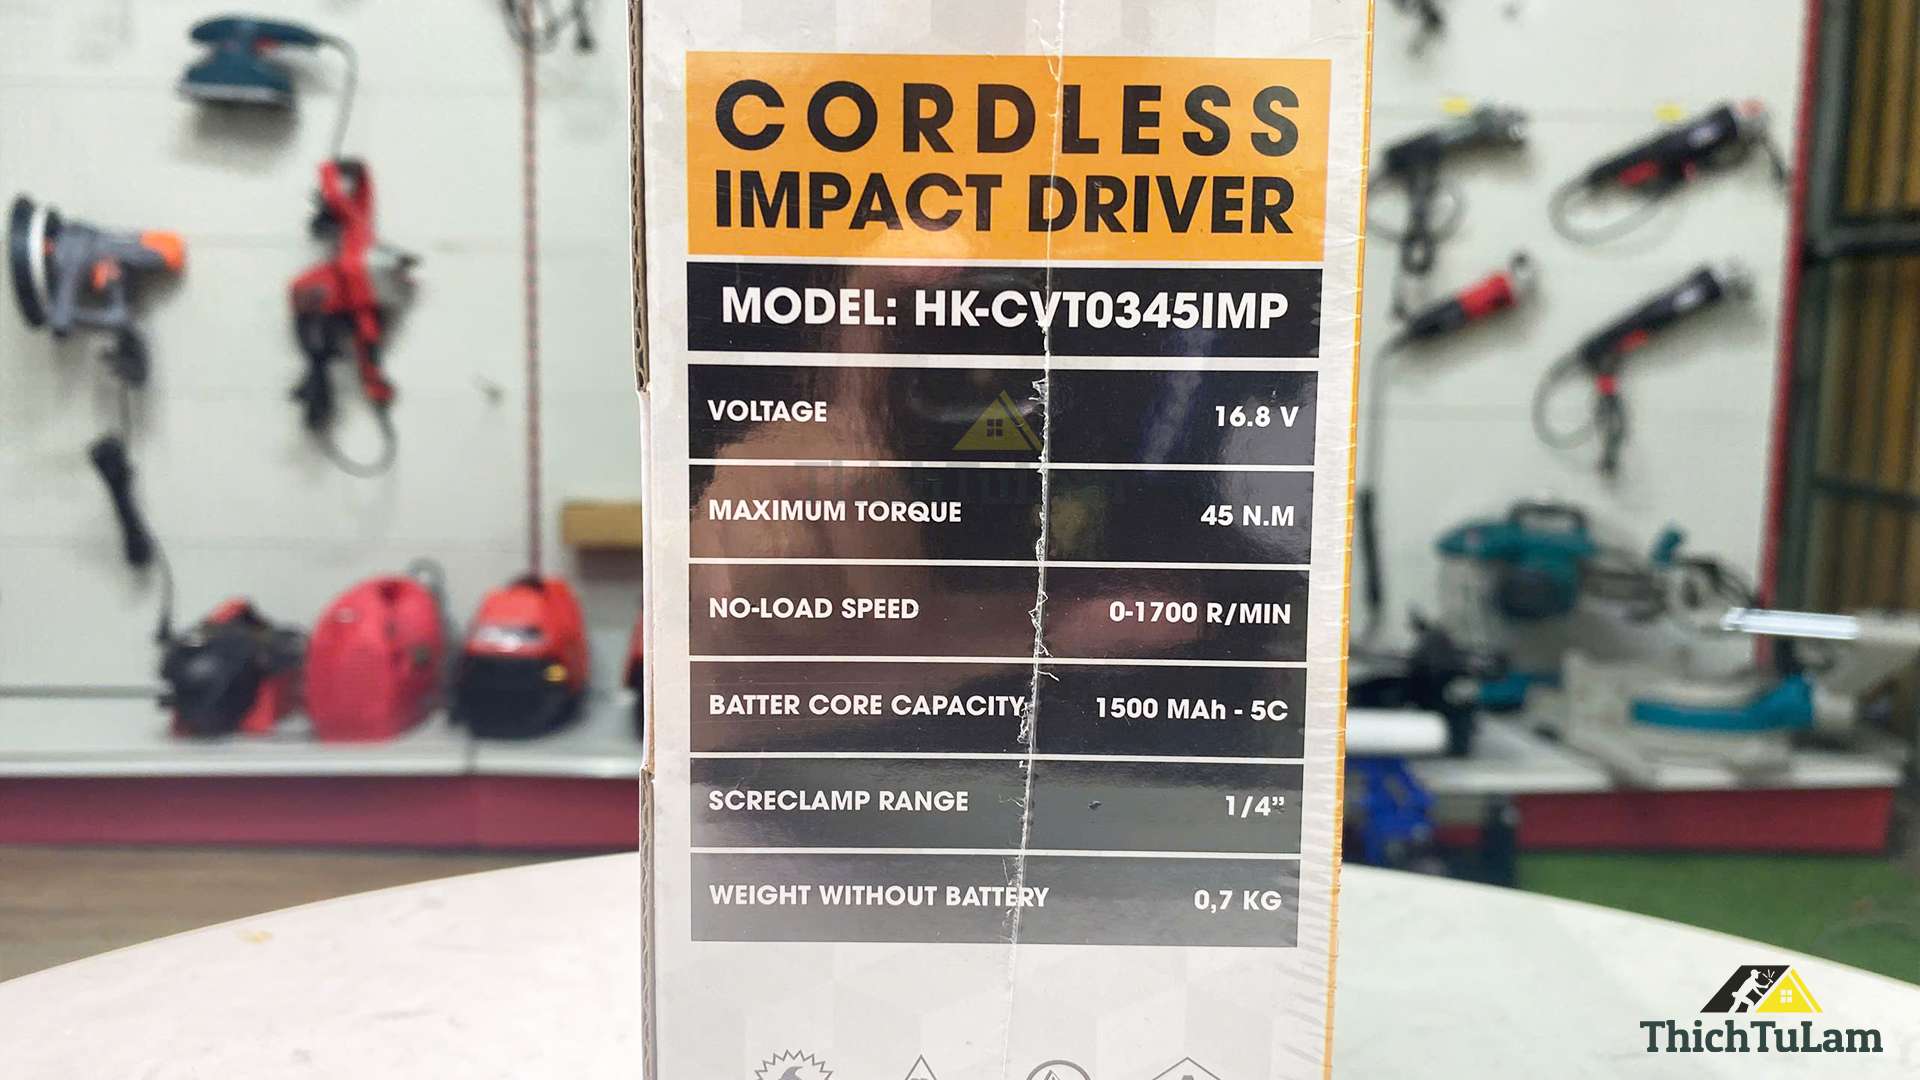 CORDLESS
IMPACT DRIVER
MODEL: HK-CVT0345IMP
VOLTAGE 16.8 V
MAXIMUM TORQUE 45 N.M
NO-LOAD SPEED 0-1700 R/MIN
BATTER CORE CAPACITY 1500 MAh - 5C
SCRECLAMP RANGE 1/4”
WEIGHT WITHOUT BATTERY 0,7 KG
ThichTuLam
ThichTuLam